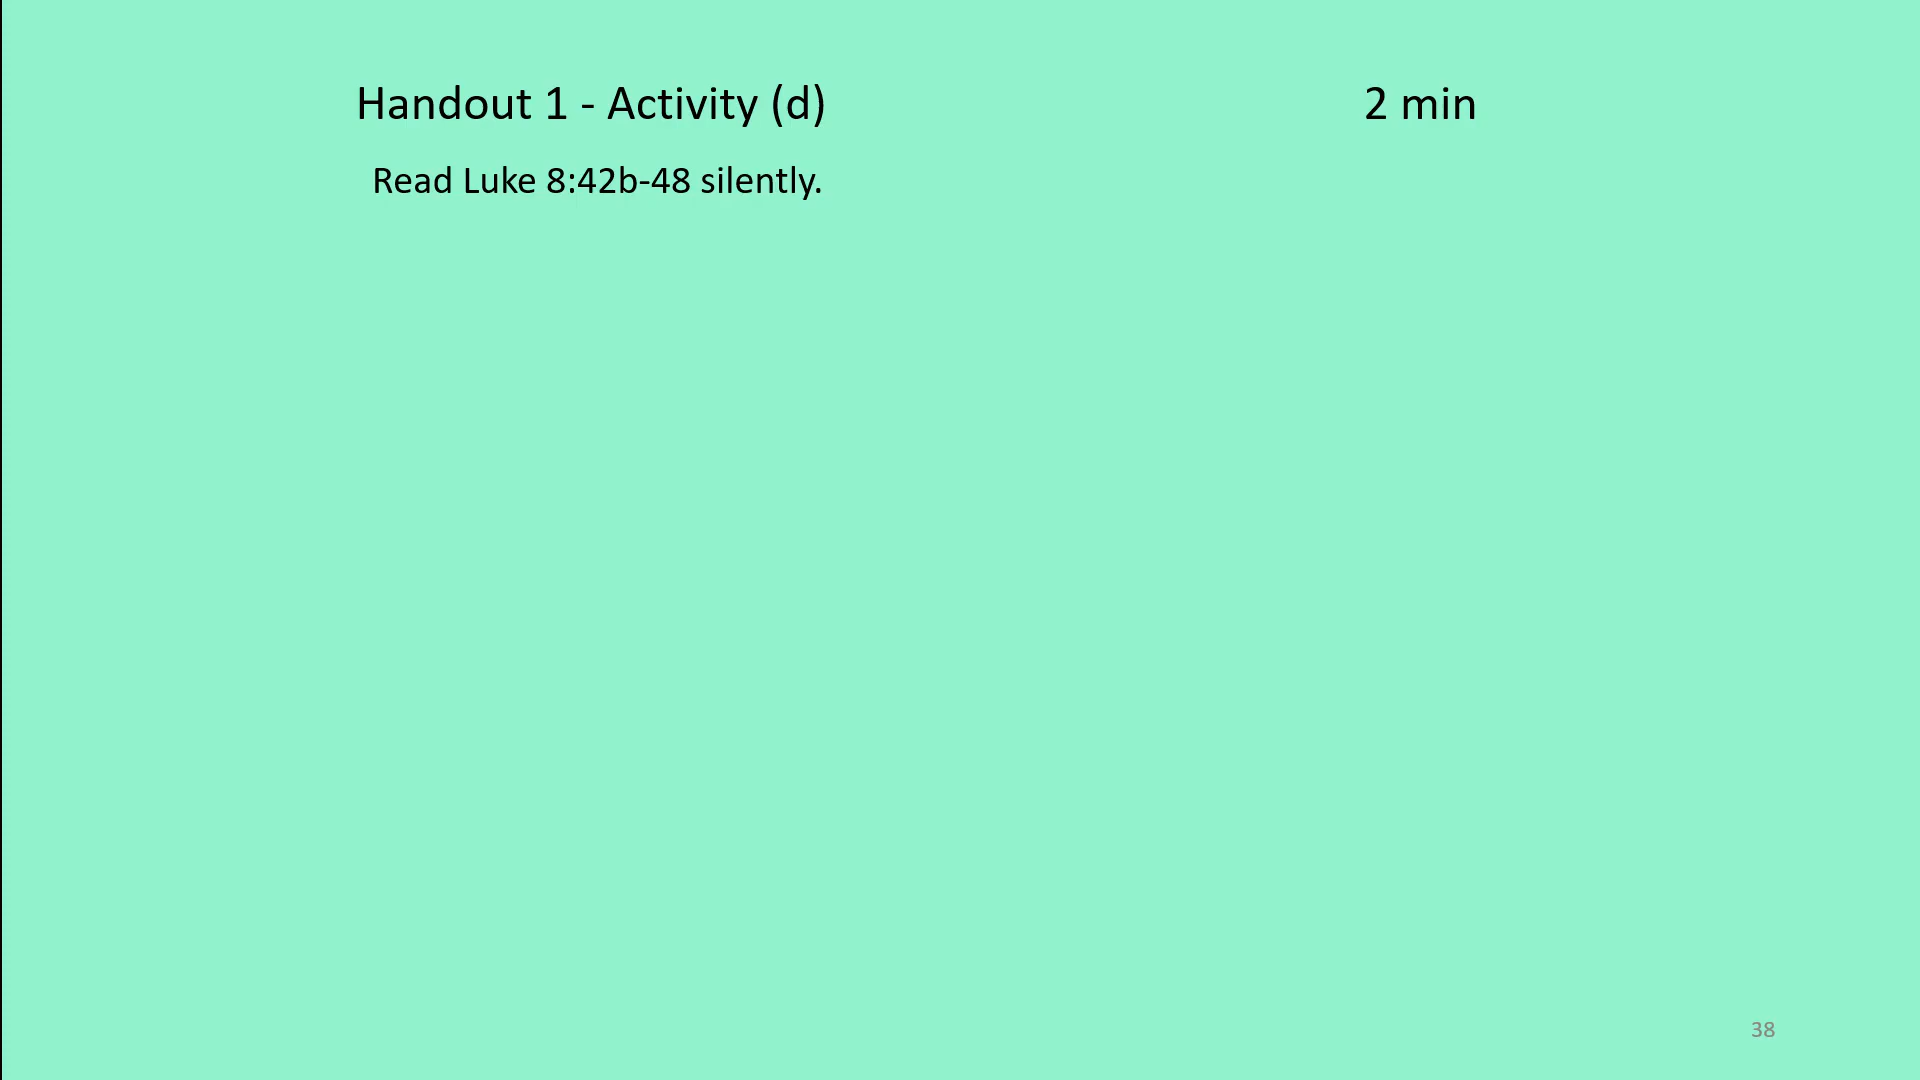 Handout 1 - Activity (d) 2 min
Read Luke 8:42b-48 silently.
38